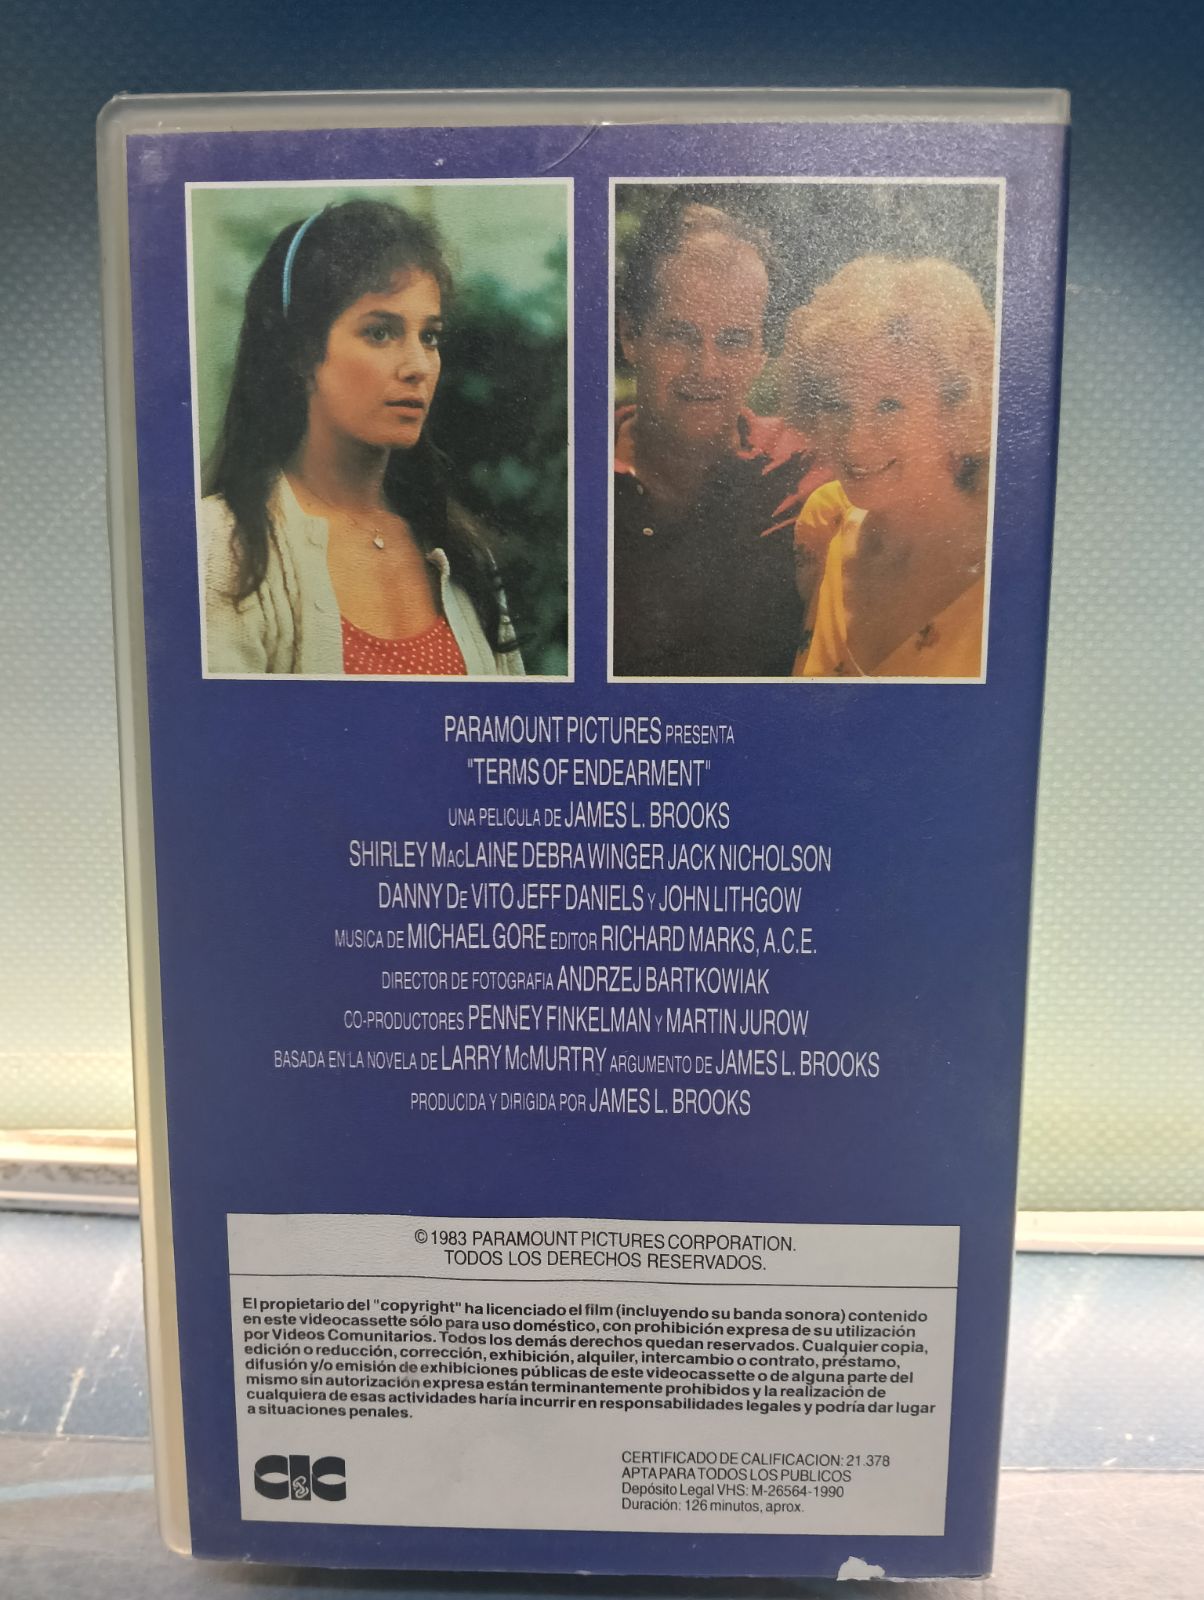 PARAMOUNT PICTURES PRESENTA
"TERMS OF ENDEARMENT"
UNA PELICULA DE JAMES L. BROOKS
SHIRLEY MacLAINE DEBRA WINGER JACK NICHOLSON
DANNY De VITO JEFF DANIELS Y JOHN LITHGOW
MUSICA DE MICHAEL GORE EDITOR RICHARD MARKS, A.C.E.
DIRECTOR DE FOTOGRAFIA ANDRZEJ BARTKOWIAK
CO-PRODUCTORES PENNEY FINKELMAN Y MARTIN JUROW
BASADA EN LA NOVELA DE LARRY McMURTRY ARGUMENTO DE JAMES L. BROOKS
PRODUCIDA Y DIRIGIDA POR JAMES L. BROOKS
© 1983 PARAMOUNT PICTURES CORPORATION.
TODOS LOS DERECHOS RESERVADOS.
El propietario del "copyright" ha licenciado el film (incluyendo su banda sonora) contenido
en este videocassette sólo para uso doméstico, con prohibición expresa de su utilización
por Videos Comunitarios. Todos los demás derechos quedan reservados. Cualquier copia,
edición o reducción, corrección, exhibición, alquiler, intercambio o contrato, préstamo,
difusión y/o emisión de exhibiciones públicas de este videocassette o de alguna parte del
mismo sin autorización expresa están terminantemente prohibidos y la realización de
cualquiera de esas actividades haría incurrir en responsabilidades legales y podría dar lugar
a situaciones penales.
CIC
CERTIFICADO DE CALIFICACION: 21.378
APTA PARA TODOS LOS PUBLICOS
Depósito Legal VHS: M-26564-1990
Duración: 126 minutos, aprox.